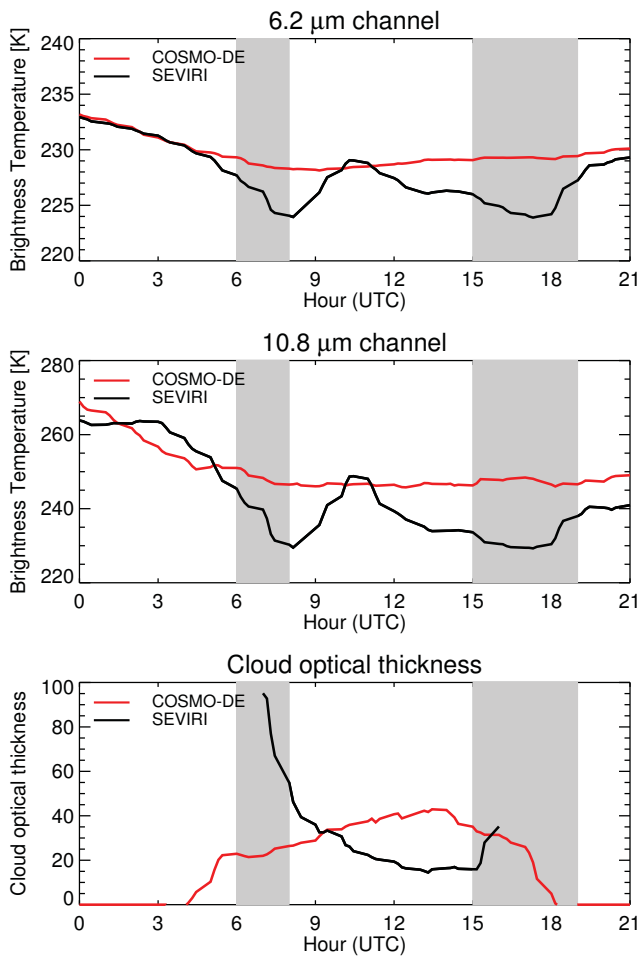 6.2 μm channel
Brightness Temperature [K]
240
235
230
225
220
COSMO-DE
SEVIRI
0 3 6 9 12 15 18 21
Hour (UTC)
10.8 μm channel
Brightness Temperature [K]
280
260
240
220
COSMO-DE
SEVIRI
0 3 6 9 12 15 18 21
Hour (UTC)
Cloud optical thickness
Cloud optical thickness
100
80
60
40
20
0
COSMO-DE
SEVIRI
0 3 6 9 12 15 18 21
Hour (UTC)